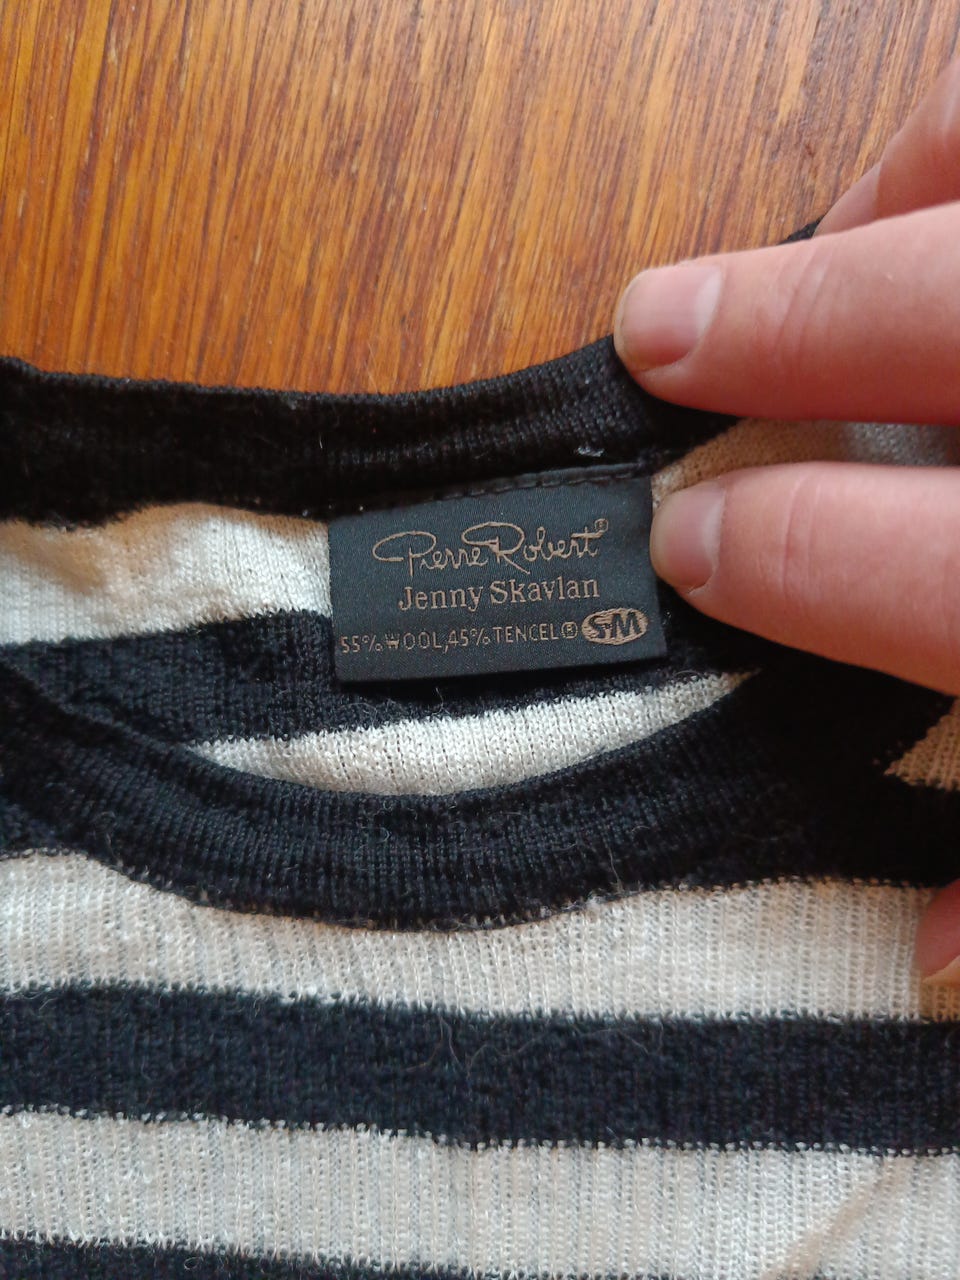 Pierre Robert®
Jenny Skavlan
55% WOOL,45% TENCEL® S-M